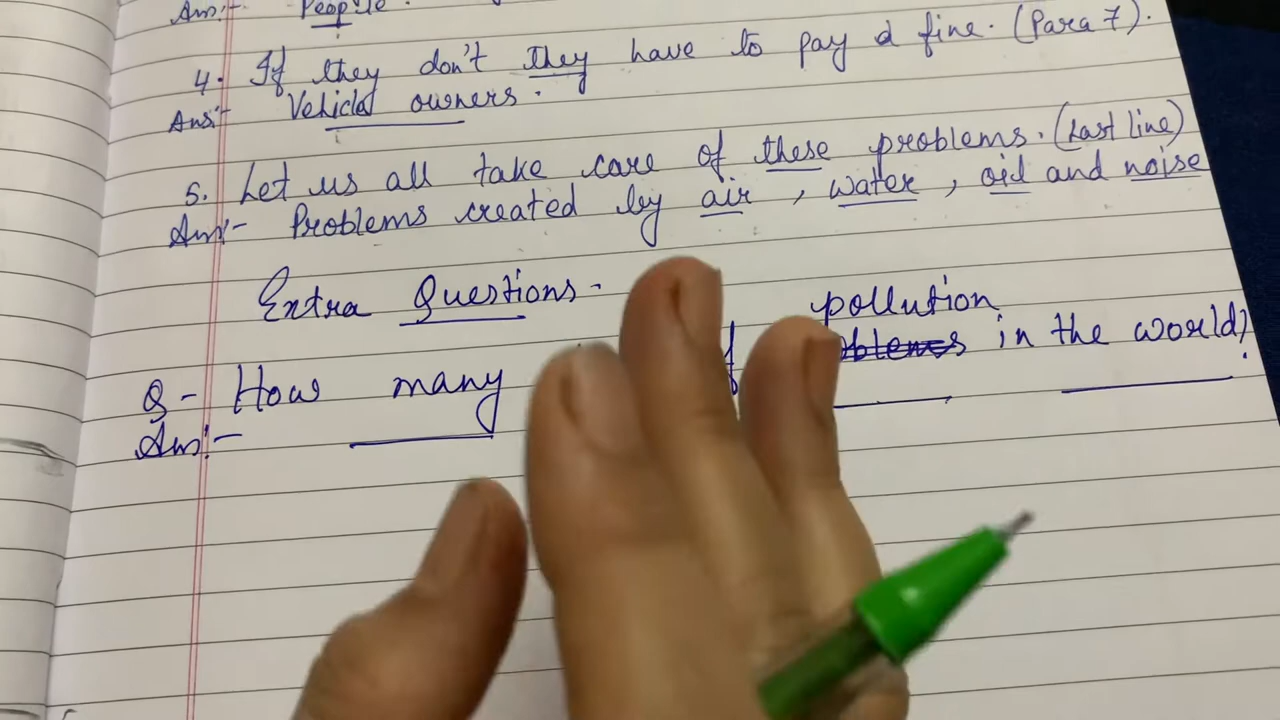 Ans:- People.
4. If they don't they have to pay a fine. (Para 7).
Ans:- Vehicle owners.
5. Let us all take care of these problems. (Last line)
Ans:- Problems created by air, water, oil and noise
Extra Questions.
pollution
Q- How many in the world?
Ans:-